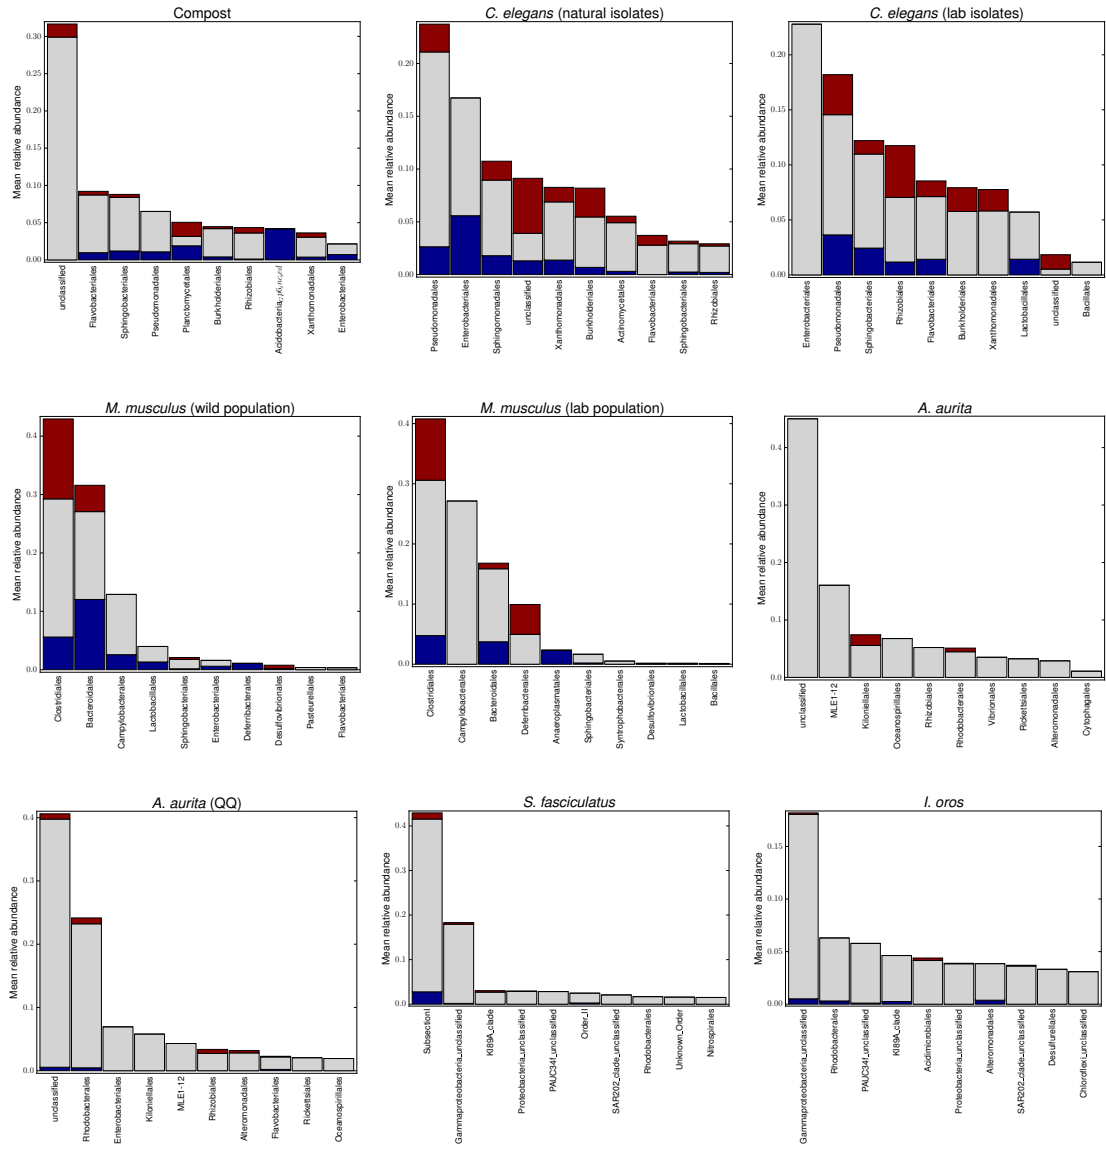 Compost
Mean relative abundance
0.30
0.25
0.20
0.15
0.10
0.05
0.00
unclassified
Flavobacteriales
Sphingobacteriales
Pseudomonadales
Planctomycetales
Burkholderiales
Rhizobiales
Xanthomonadales
Enterobacteriales
C. elegans (natural isolates)
Mean relative abundance
0.20
0.15
0.10
0.05
0.00
Pseudomonadales
Enterobacteriales
Sphingomonadales
unclassified
Xanthomonadales
Burkholderiales
Actinomycetales
Flavobacteriales
Sphingobacteriales
Rhizobiales
C. elegans (lab isolates)
Mean relative abundance
0.20
0.15
0.10
0.05
0.00
Enterobacteriales
Pseudomonadales
Sphingobacteriales
Rhizobiales
Flavobacteriales
Burkholderiales
Xanthomonadales
Lactobacillales
unclassified
Bacillales
M. musculus (wild population)
Mean relative abundance
0.4
0.3
0.2
0.1
0.0
Clostridiales
Bacteroidales
Campylobacterales
Lactobacillales
Sphingobacteriales
Enterobacteriales
Deferribacterales
Desulfovibrionales
Pasteurellales
Flavobacteriales
M. musculus (lab population)
Mean relative abundance
0.4
0.3
0.2
0.1
0.0
Clostridiales
Campylobacterales
Bacteroidales
Deferribacterales
Anaeroplasmatales
Sphingobacteriales
Syntrophobacterales
Desulfovibrionales
Lactobacillales
Bacillales
A. aurita
Mean relative abundance
0.4
0.3
0.2
0.1
0.0
unclassified
MLE1-12
Kiloniellales
Oceanospirillales
Rhizobiales
Rhodobacterales
Vibrionales
Rickettsiales
Alteromonadales
Cytophagales
A. aurita (QQ)
Mean relative abundance
0.4
0.3
0.2
0.1
0.0
unclassified
Rhodobacterales
Enterobacteriales
Kiloniellales
MLE1-12
Rhizobiales
Alteromonadales
Flavobacteriales
Rickettsiales
Oceanospirillales
S. fasciculatus
Mean relative abundance
0.4
0.3
0.2
0.1
0.0
SubsectionI
Gammaproteobacteria_unclassified
KI89A_clade
Proteobacteria_unclassified
PAUC34f_unclassified
Order_II
SAR202_clade_unclassified
Rhodobacterales
Unknown_Order
Nitrospirales
I. oros
Mean relative abundance
0.15
0.10
0.05
0.00
Gammaproteobacteria_unclassified
Rhodobacterales
PAUC34f_unclassified
KI89A_clade
Acidimicrobiales
Proteobacteria_unclassified
Alteromonadales
SAR202_clade_unclassified
Desulfurellales
Chloroflexi_unclassified